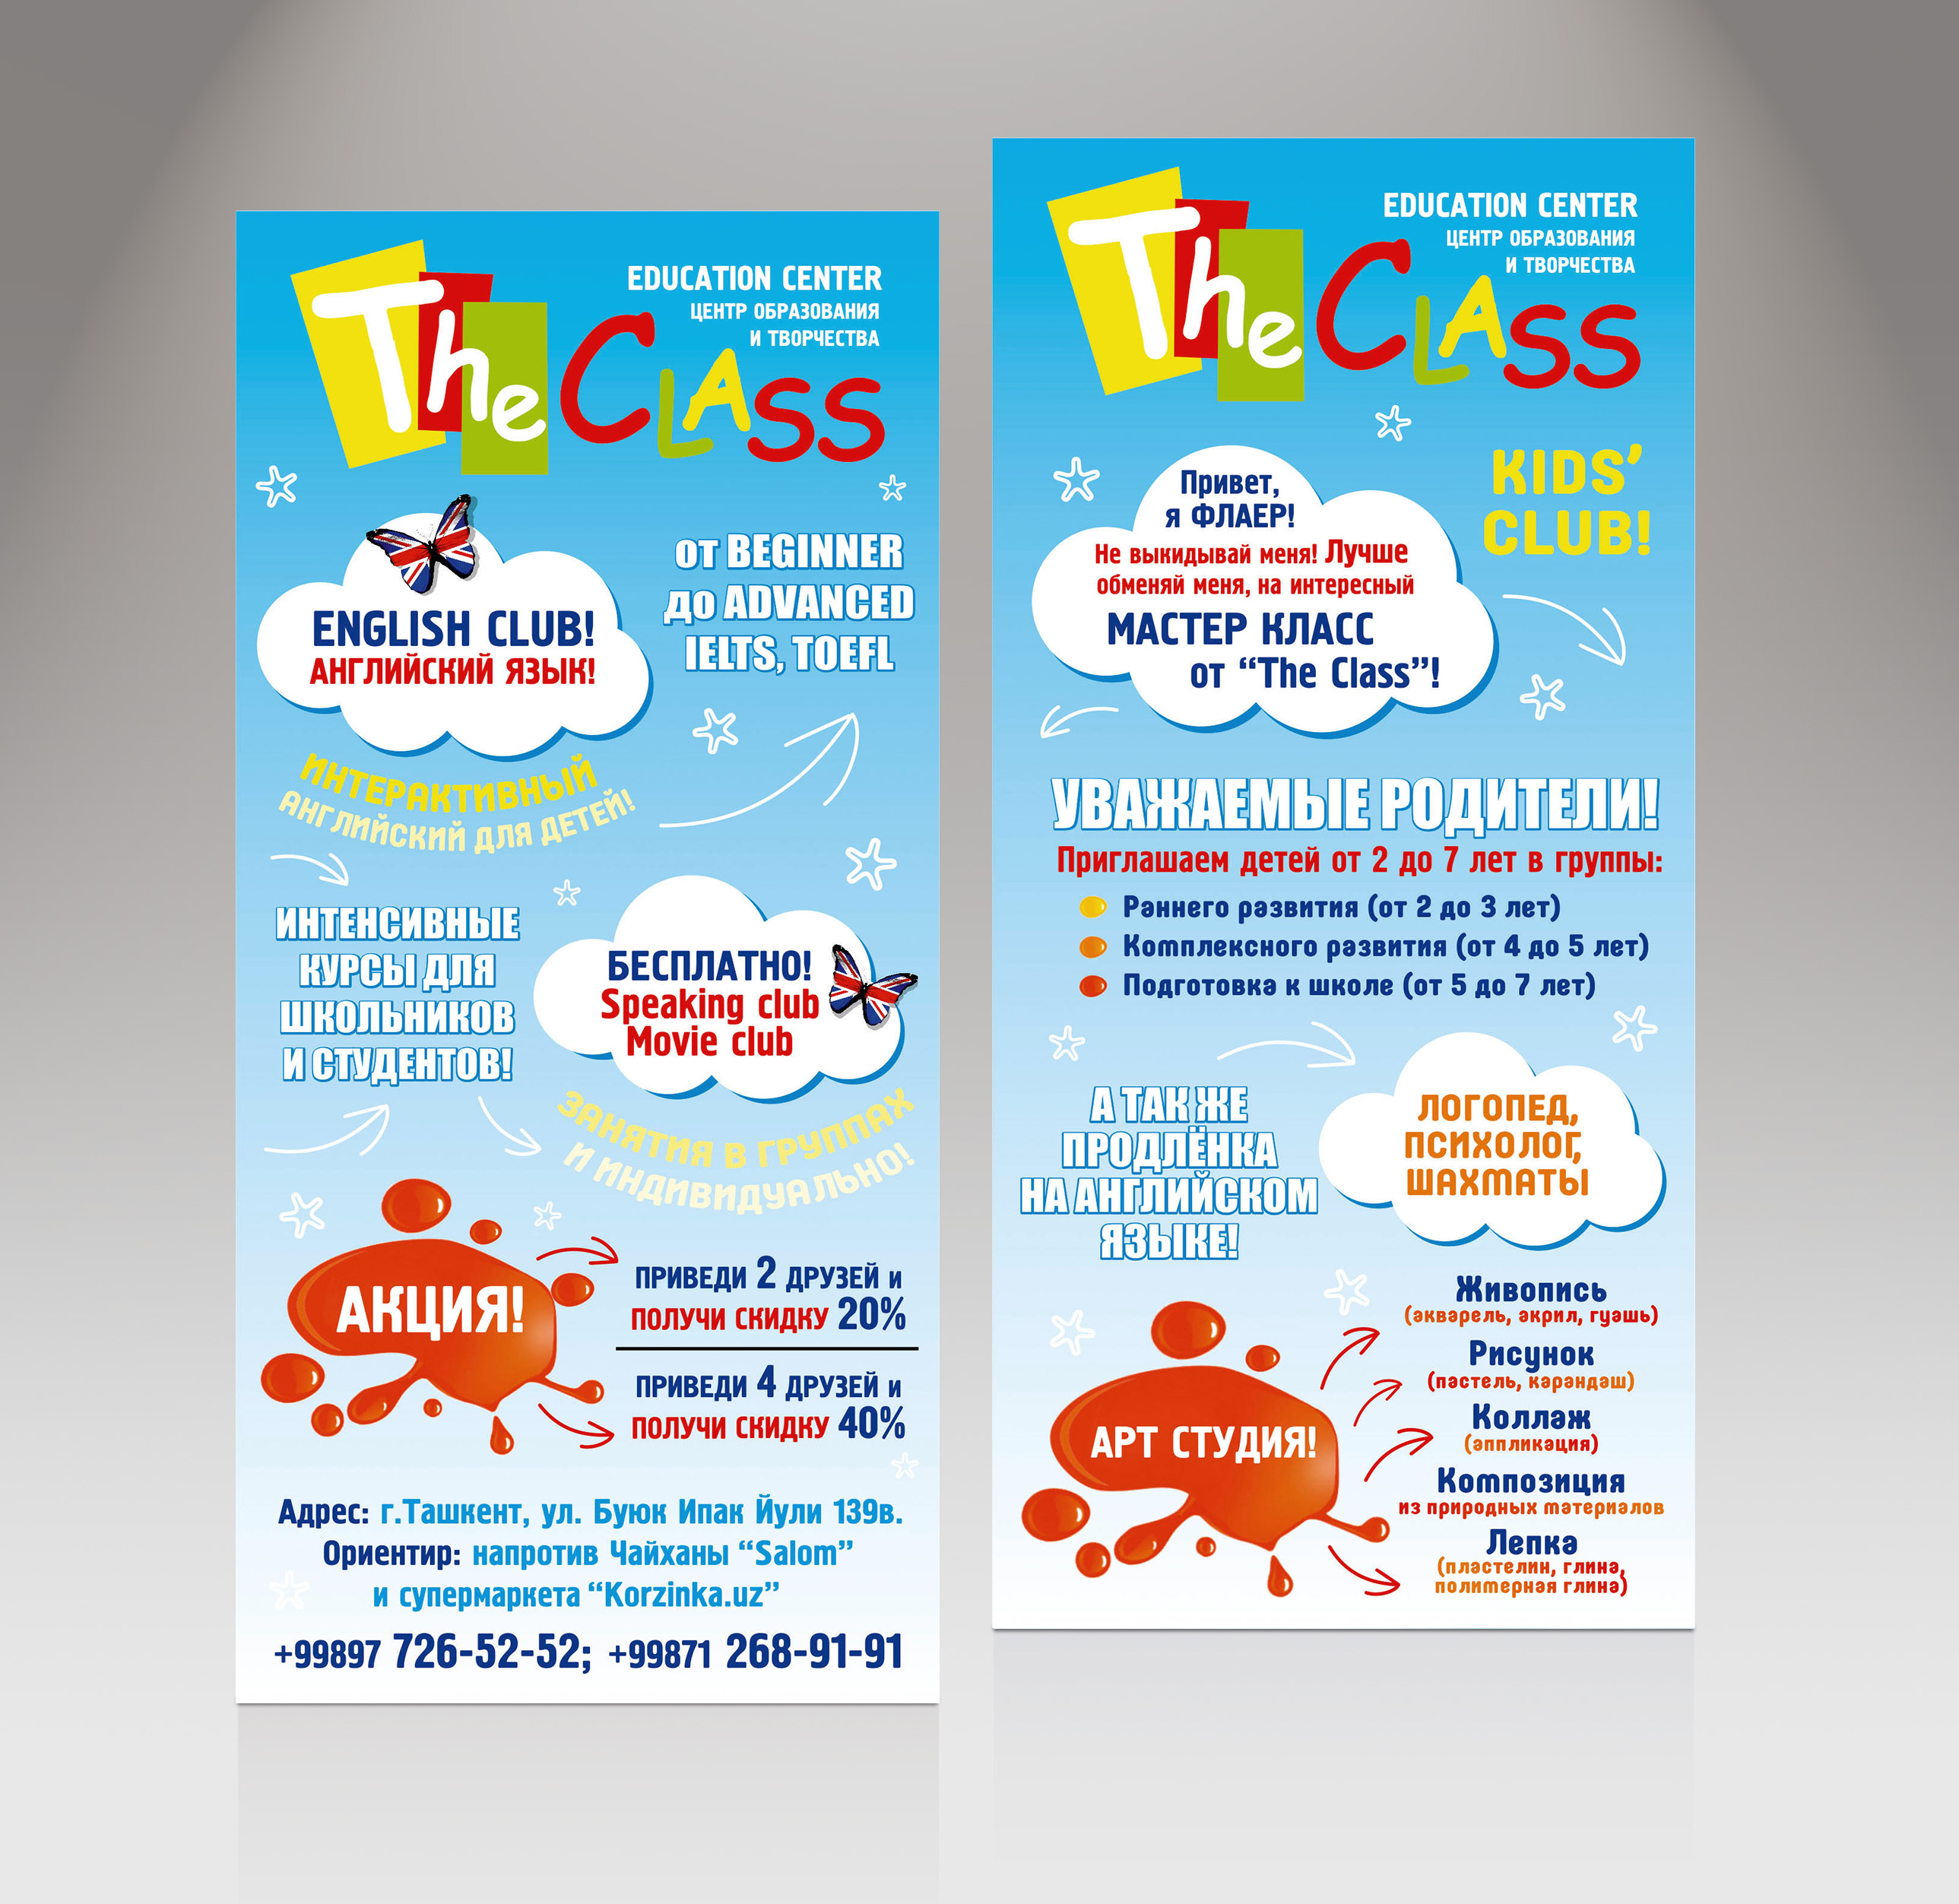 The CLASS
EDUCATION CENTER
ЦЕНТР ОБРАЗОВАНИЯ
И ТВОРЧЕСТВА
ENGLISH CLUB!
АНГЛИЙСКИЙ ЯЗЫК!
от BEGINNER
до ADVANCED
IELTS, TOEFL
ИНТЕРАКТИВНЫЙ
АНГЛИЙСКИЙ ДЛЯ ДЕТЕЙ!
ИНТЕНСИВНЫЕ
КУРСЫ ДЛЯ
ШКОЛЬНИКОВ
И СТУДЕНТОВ!
БЕСПЛАТНО!
Speaking club
Movie club
ЗАНЯТИЯ В ГРУППАХ
И ИНДИВИДУАЛЬНО!
АКЦИЯ!
ПРИВЕДИ 2 ДРУЗЕЙ и
ПОЛУЧИ СКИДКУ 20%
ПРИВЕДИ 4 ДРУЗЕЙ и
ПОЛУЧИ СКИДКУ 40%
Адрес: г.Ташкент, ул. Буюк Ипак Йули 139в.
Ориентир: напротив Чайханы “Salom”
и супермаркета “Korzinka.uz”
+99897 726-52-52; +99871 268-91-91
The CLASS
EDUCATION CENTER
ЦЕНТР ОБРАЗОВАНИЯ
И ТВОРЧЕСТВА
KIDS’
CLUB!
Привет,
я ФЛАЕР!
Не выкидывай меня! Лучше
обменяй меня, на интересный
МАСТЕР КЛАСС
от “The Class”!
УВАЖАЕМЫЕ РОДИТЕЛИ!
Приглашаем детей от 2 до 7 лет в группы:
Раннего развития (от 2 до 3 лет)
Комплексного развития (от 4 до 5 лет)
Подготовка к школе (от 5 до 7 лет)
А ТАК ЖЕ
ПРОДЛЁНКА
НА АНГЛИЙСКОМ
ЯЗЫКЕ!
ЛОГОПЕД,
ПСИХОЛОГ,
ШАХМАТЫ
АРТ СТУДИЯ!
Живопись
(акварель, акрил, гуашь)
Рисунок
(пастель, карандаш)
Коллаж
(аппликация)
Композиция
из природных материалов
Лепка
(пластелин, глина,
полимерная глина)